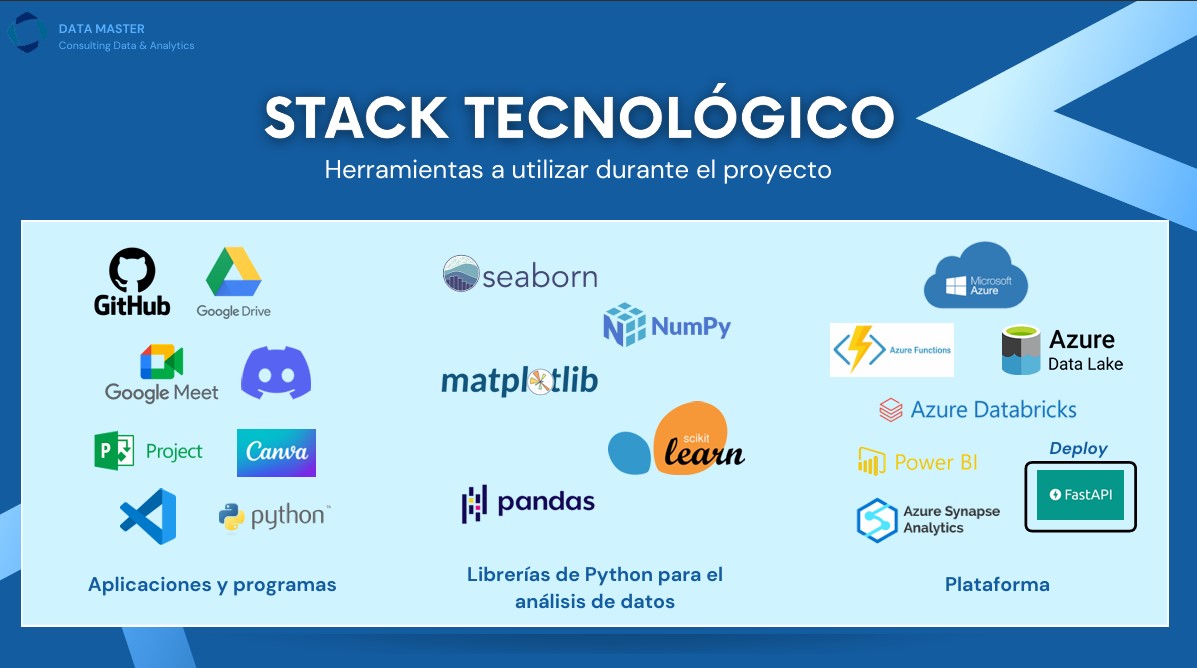 DATA MASTER
Consulting Data & Analytics
STACK TECNOLÓGICO
Herramientas a utilizar durante el proyecto
GitHub
Google Drive
Google Meet
P
Project
Canva
python™
Aplicaciones y programas
seaborn
NumPy
matplotlib
scikit
learn
pandas
Librerías de Python para el
análisis de datos
Microsoft
Azure
Azure Functions
Azure
Data Lake
Azure Databricks
Power BI
Deploy
FastAPI
Azure Synapse
Analytics
Plataforma